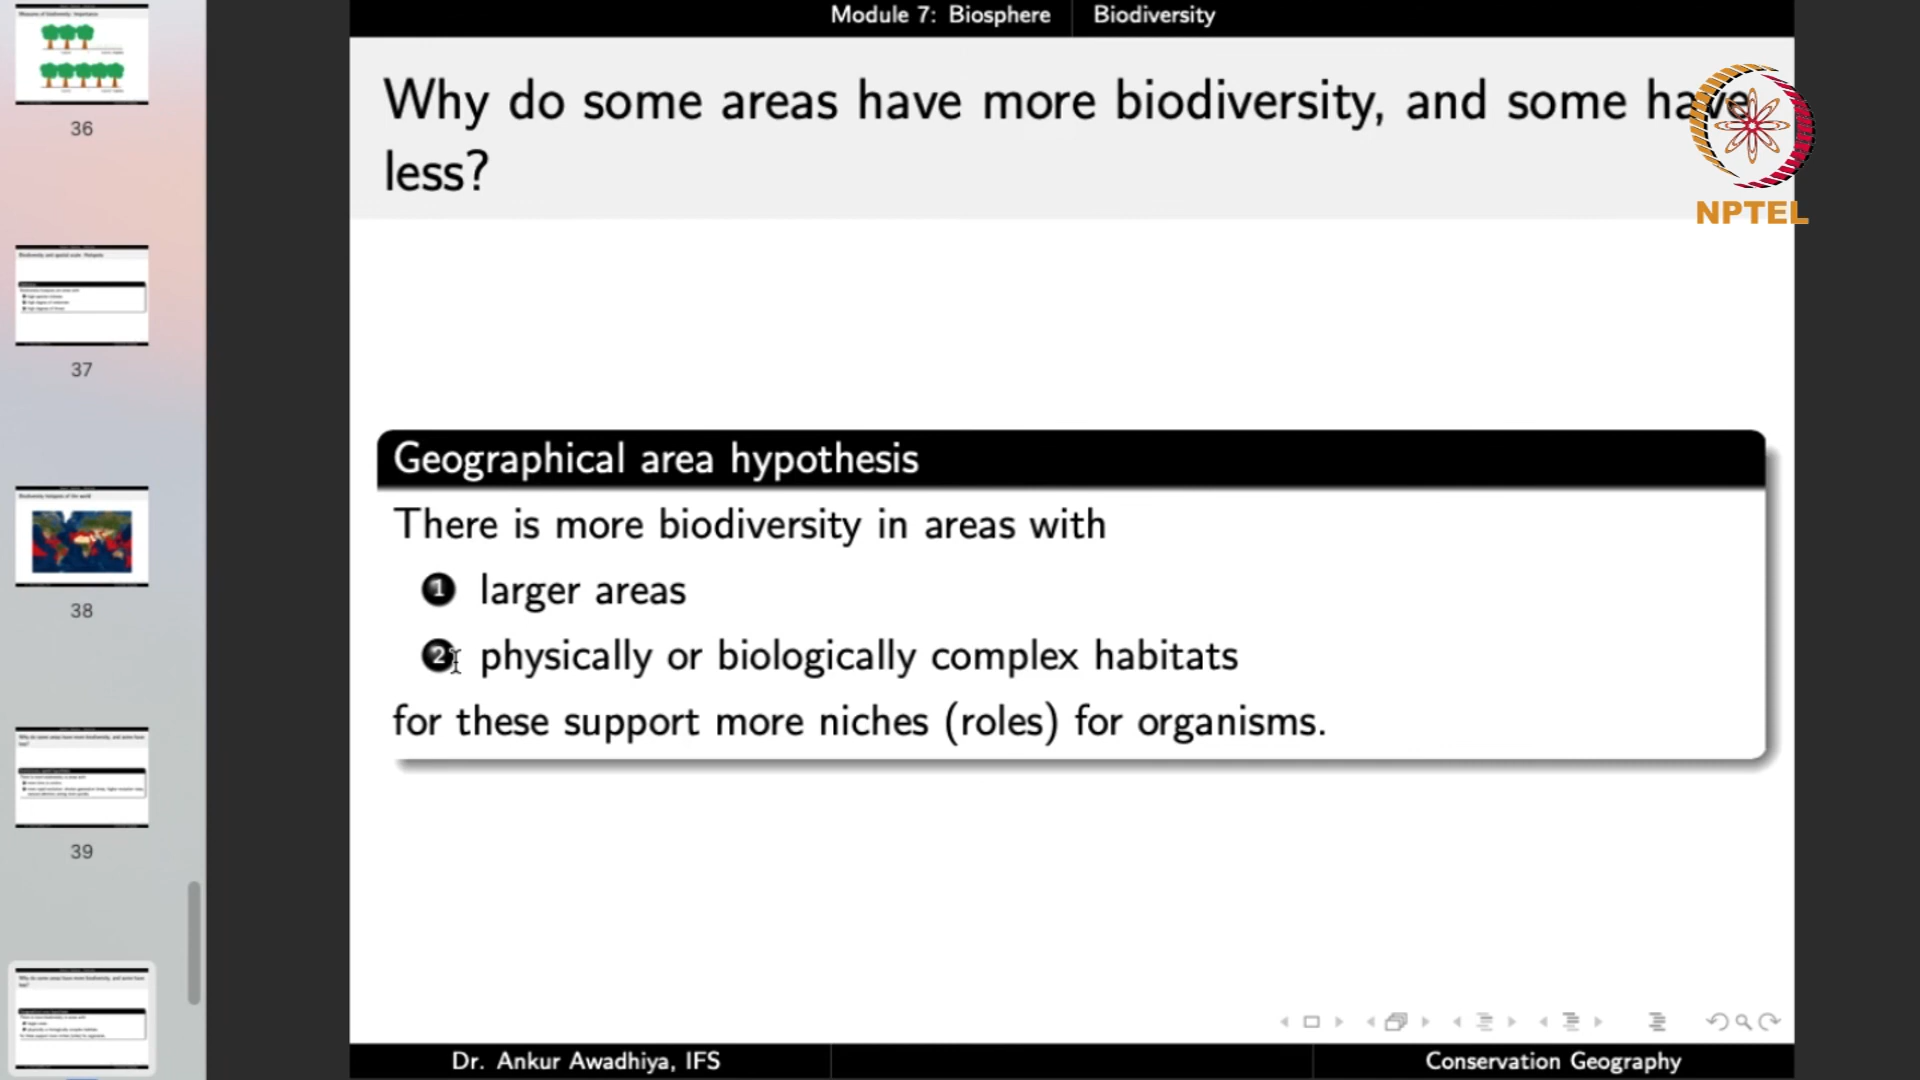 Module 7: Biosphere
Biodiversity
Why do some areas have more biodiversity, and some have
less?
NPTEL
Geographical area hypothesis
There is more biodiversity in areas with
1 larger areas
2 physically or biologically complex habitats
for these support more niches (roles) for organisms.
Dr. Ankur Awadhiya, IFS
Conservation Geography
36
37
38
39